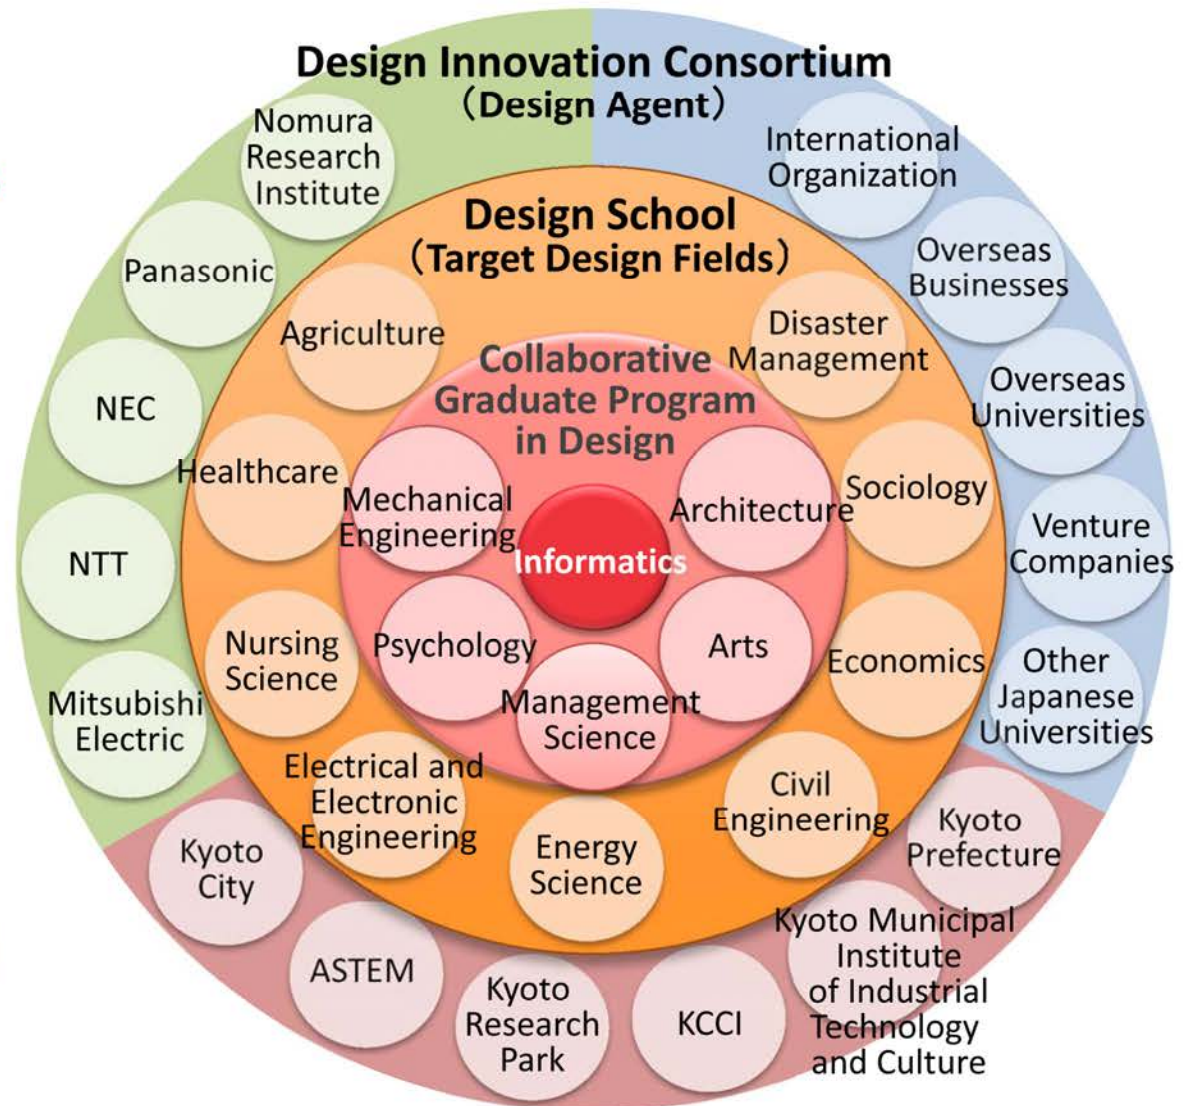 Design Innovation Consortium
（Design Agent）
Nomura
Research
Institute
International
Organization
Panasonic
Overseas
Businesses
NEC
Overseas
Universities
NTT
Venture
Companies
Mitsubishi
Electric
Other
Japanese
Universities
Design School
（Target Design Fields）
Agriculture
Disaster
Management
Healthcare
Sociology
Nursing
Science
Economics
Electrical and
Electronic
Engineering
Energy
Science
Civil
Engineering
Collaborative
Graduate Program
in Design
Mechanical
Engineering
Architecture
Informatics
Psychology
Arts
Management
Science
Kyoto
City
ASTEM
Kyoto
Research
Park
KCCI
Kyoto Municipal
Institute
of Industrial
Technology
and Culture
Kyoto
Prefecture